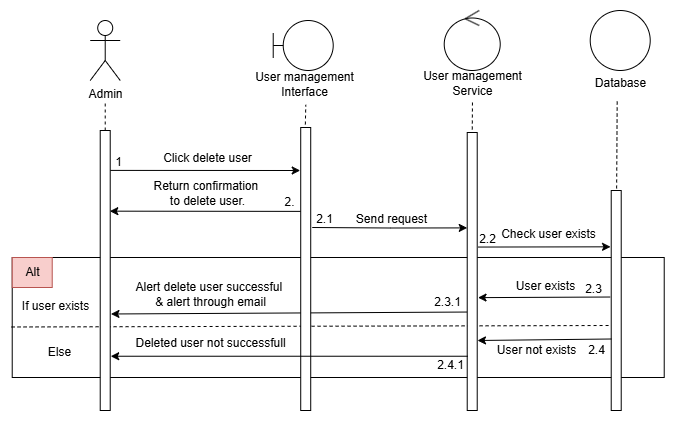 Admin
User management
Interface
User management
Service
Database
1
Click delete user
Return confirmation
to delete user.
2.
2.1
Send request
2.2
Check user exists
Alt
If user exists
Alert delete user successful
& alert through email
2.3.1
User exists
2.3
Else
Deleted user not successfull
2.4.1
User not exists
2.4